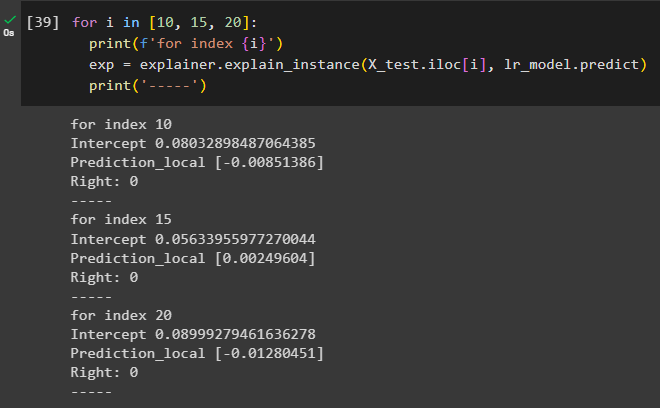 [39] for i in [10, 15, 20]:
0s
print(f'for index {i}')
exp = explainer.explain_instance(X_test.iloc[i], lr_model.predict)
print('-----')
for index 10
Intercept 0.08032898487064385
Prediction_local [-0.00851386]
Right: 0
-----
for index 15
Intercept 0.05633955977270044
Prediction_local [0.00249604]
Right: 0
-----
for index 20
Intercept 0.08999279461636278
Prediction_local [-0.01280451]
Right: 0
-----